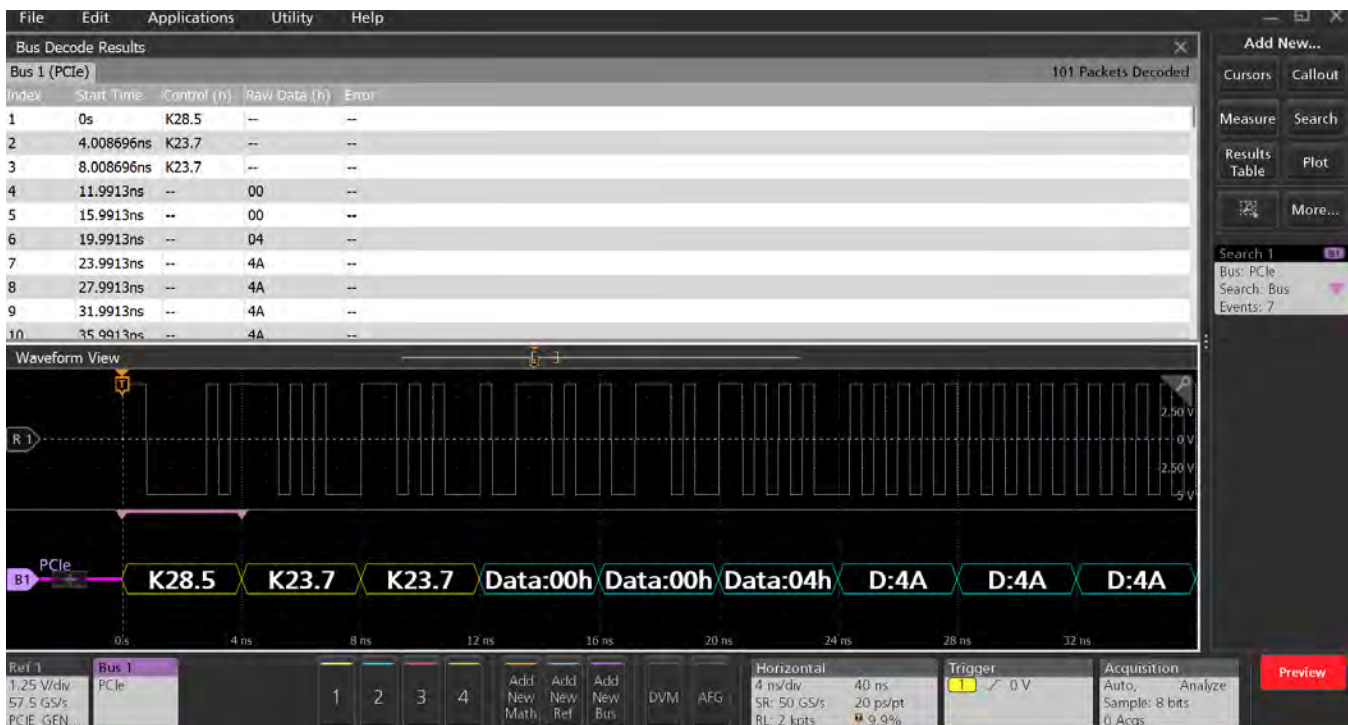 File Edit Applications Utility Help
Bus Decode Results
Bus 1 (PCIe) 101 Packets Decoded
Index Start Time Control (h) Raw Data (h) Error
1 0s K28.5 -- --
2 4.008696ns K23.7 -- --
3 8.008696ns K23.7 -- --
4 11.9913ns -- 00 --
5 15.9913ns -- 00 --
6 19.9913ns -- 04 --
7 23.9913ns -- 4A --
8 27.9913ns -- 4A --
9 31.9913ns -- 4A --
10 35.9913ns -- 4A --
Add New...
Cursors Callout
Measure Search
Results Table Plot
More...
Search 1 B1
Bus: PCIe
Search: Bus
Events: 7
Waveform View
T
2.50 V
R 1
0 V
-2.50 V
-5 V
PCIe
B1
K28.5 K23.7 K23.7 Data:00h Data:00h Data:04h D:4A D:4A D:4A
0s 4 ns 8 ns 12 ns 16 ns 20 ns 24 ns 28 ns 32 ns
Ref 1
1.25 V/div
57.5 GS/s
PCIE_GEN...
Bus 1
PCIe
1 2 3 4
Add New Math
Add New Ref
Add New Bus
DVM AFG
Horizontal
4 ns/div 40 ns
SR: 50 GS/s 20 ps/pt
RL: 2 kpts 9.9%
Trigger
1 0 V
Acquisition
Auto, Analyze
Sample: 8 bits
0 Acqs
Preview